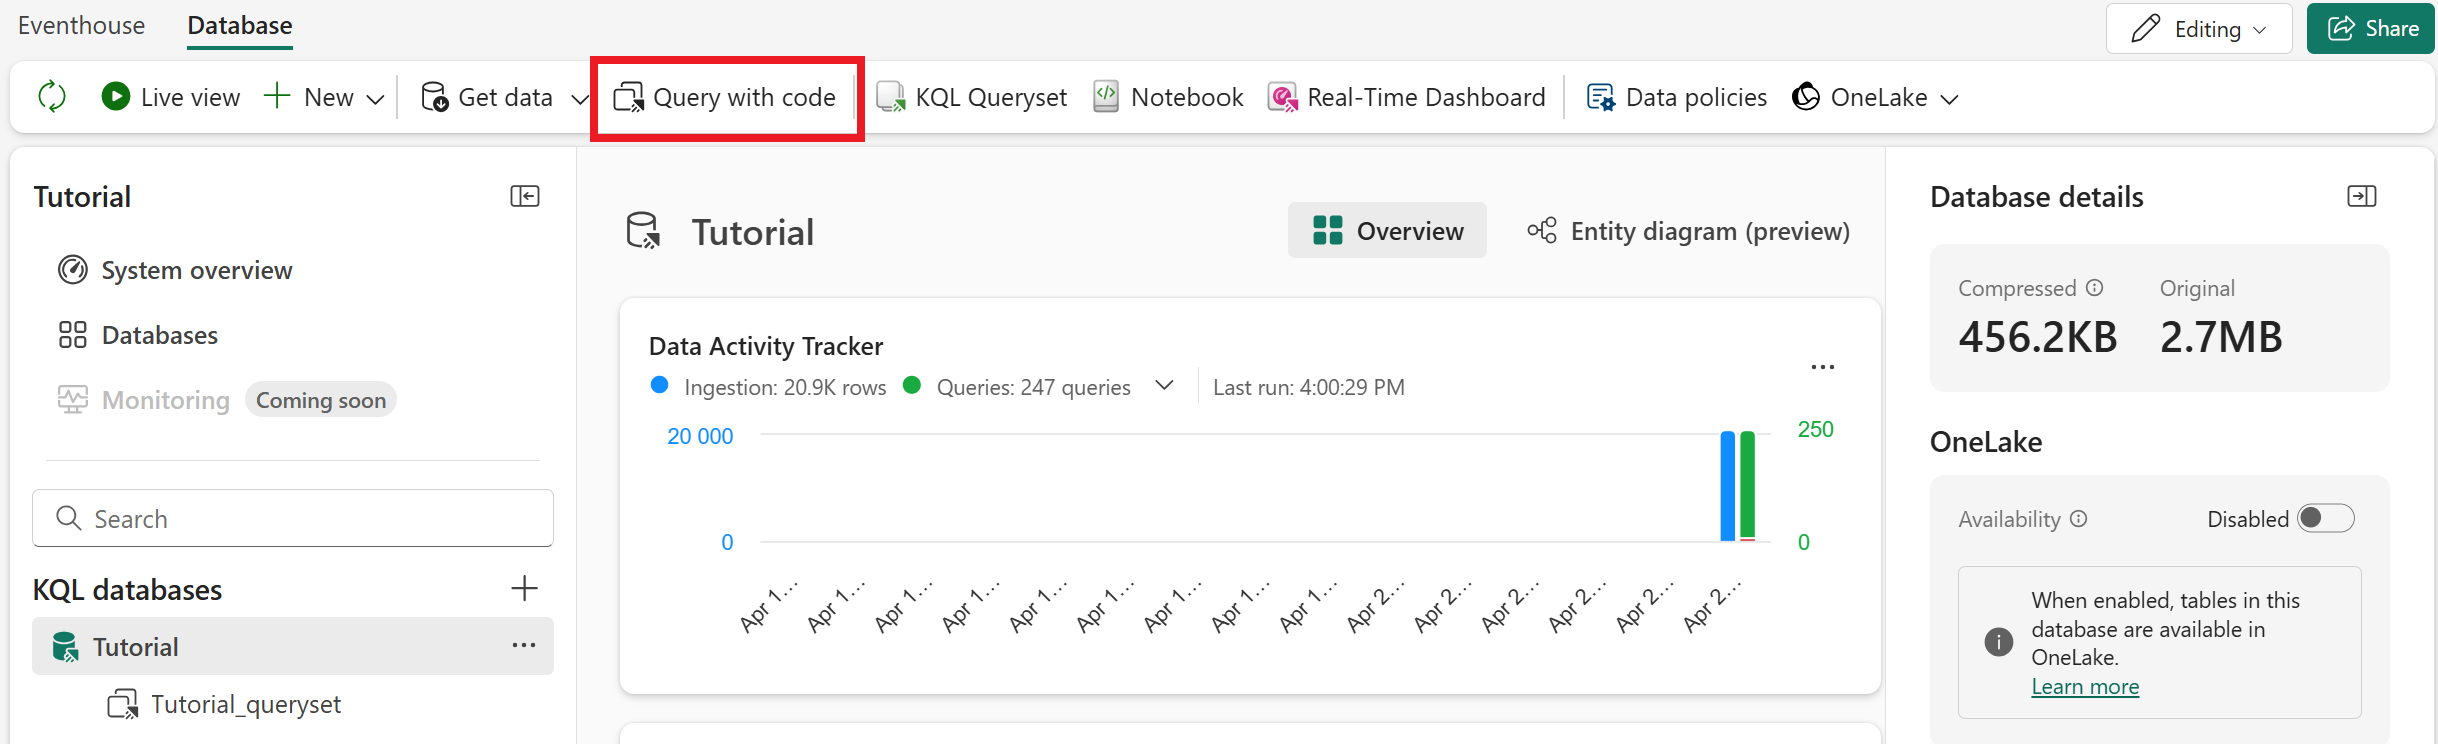 Eventhouse Database Editing Share
Live view New Get data Query with code KQL Queryset Notebook Real-Time Dashboard Data policies OneLake
Tutorial
System overview
Databases
Monitoring Coming soon
Search
KQL databases
Tutorial
Tutorial_queryset
Tutorial Overview Entity diagram (preview)
Data Activity Tracker
Ingestion: 20.9K rows Queries: 247 queries Last run: 4:00:29 PM
20 000 250
0 0
Apr 1... Apr 1... Apr 1... Apr 1... Apr 1... Apr 1... Apr 1... Apr 1... Apr 1... Apr 2... Apr 2... Apr 2... Apr 2... Apr 2... Apr 2...
Database details
Compressed Original
456.2KB 2.7MB
OneLake
Availability Disabled
When enabled, tables in this
database are available in
OneLake.
Learn more